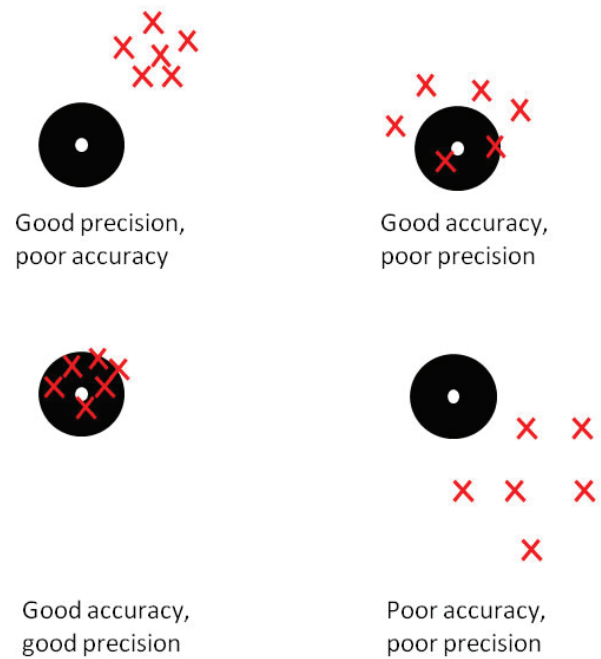 Good precision,
poor accuracy
Good accuracy,
poor precision
Good accuracy,
good precision
Poor accuracy,
poor precision